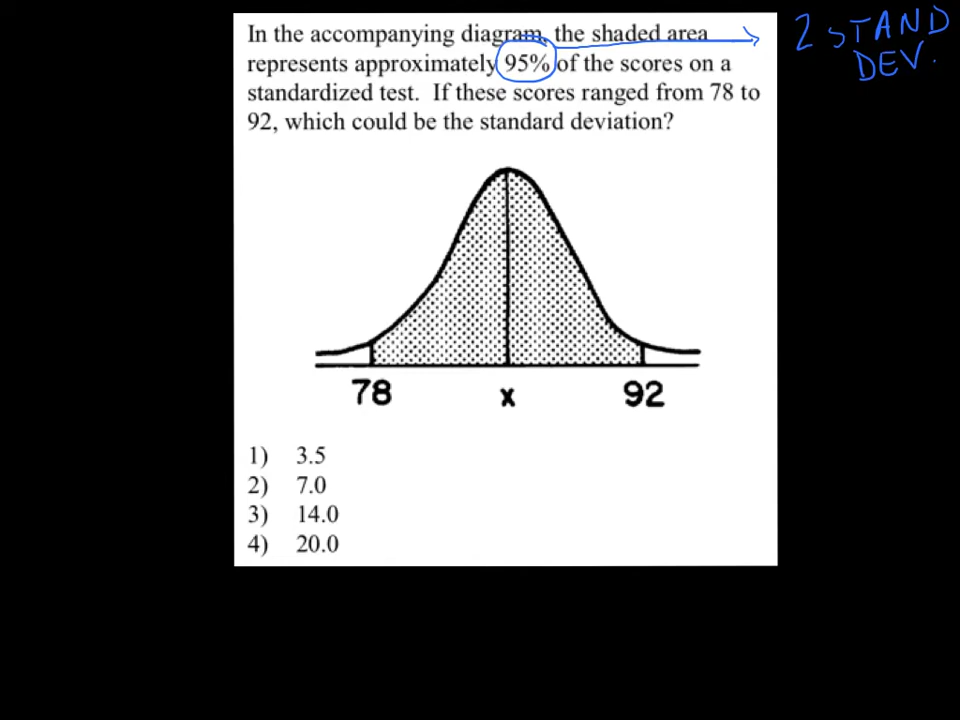 In the accompanying diagram, the shaded area
represents approximately 95% of the scores on a
standardized test. If these scores ranged from 78 to
92, which could be the standard deviation?
2 STAND
DEV.
78 x 92
1) 3.5
2) 7.0
3) 14.0
4) 20.0